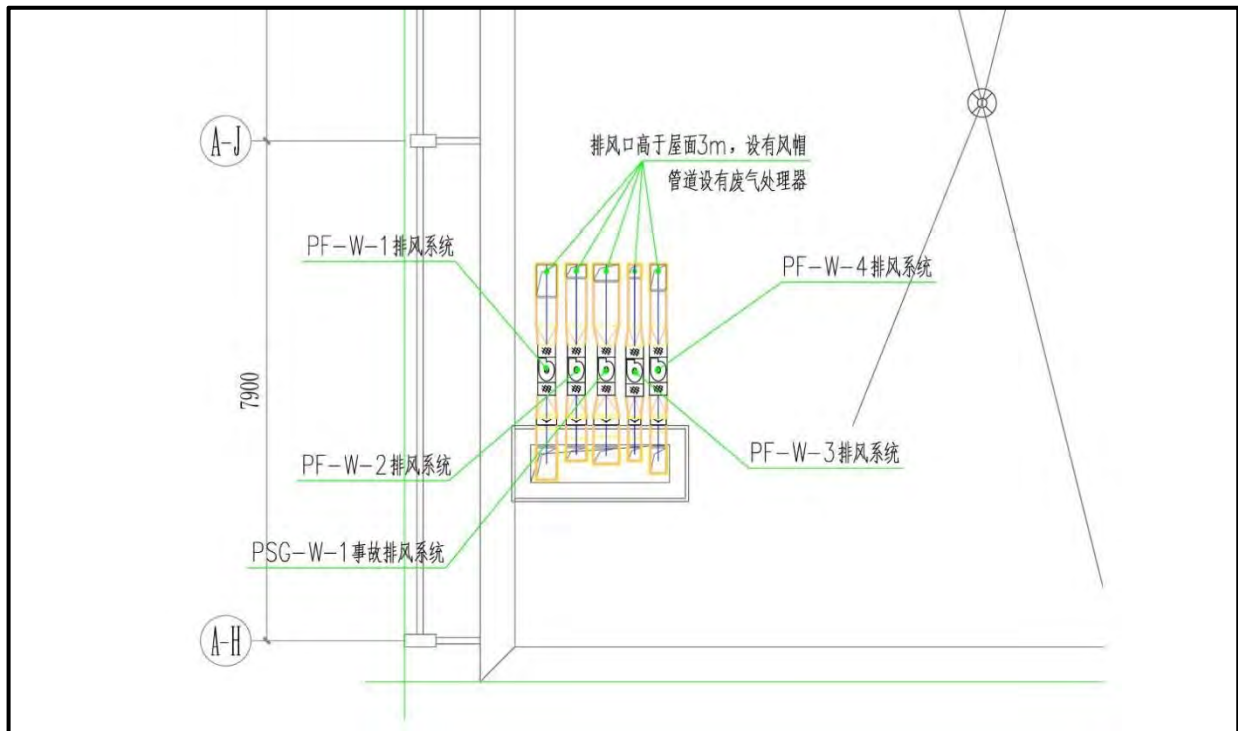 A-J
排风口高于屋面3m，设有风帽
管道设有废气处理器
PF-W-1排风系统
PF-W-4排风系统
7900
PF-W-2排风系统
PF-W-3排风系统
PSG-W-1事故排风系统
A-H